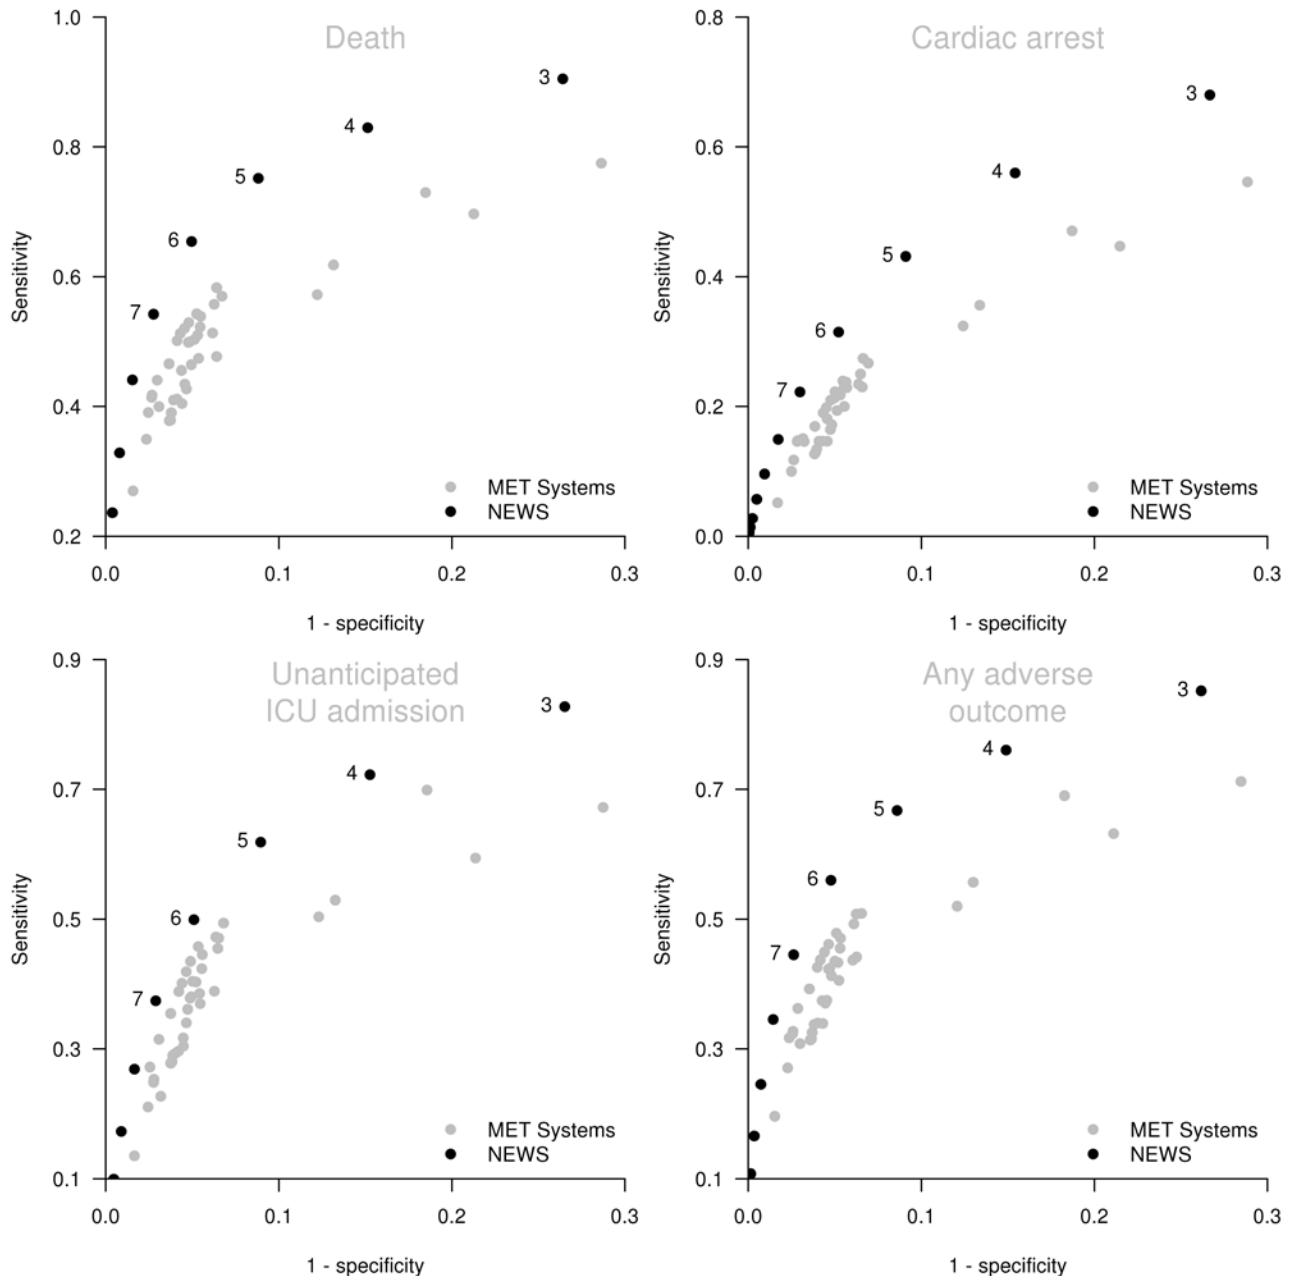 Death
1.0
0.8
0.6
0.4
0.2
Sensitivity
3
4
5
6
7
MET Systems
NEWS
0.0 0.1 0.2 0.3
1 - specificity
Cardiac arrest
0.8
0.6
0.4
0.2
0.0
Sensitivity
3
4
5
6
7
MET Systems
NEWS
0.0 0.1 0.2 0.3
1 - specificity
Unanticipated
ICU admission
0.9
0.7
0.5
0.3
0.1
Sensitivity
3
4
5
6
7
MET Systems
NEWS
0.0 0.1 0.2 0.3
1 - specificity
Any adverse
outcome
0.9
0.7
0.5
0.3
0.1
Sensitivity
3
4
5
6
7
MET Systems
NEWS
0.0 0.1 0.2 0.3
1 - specificity